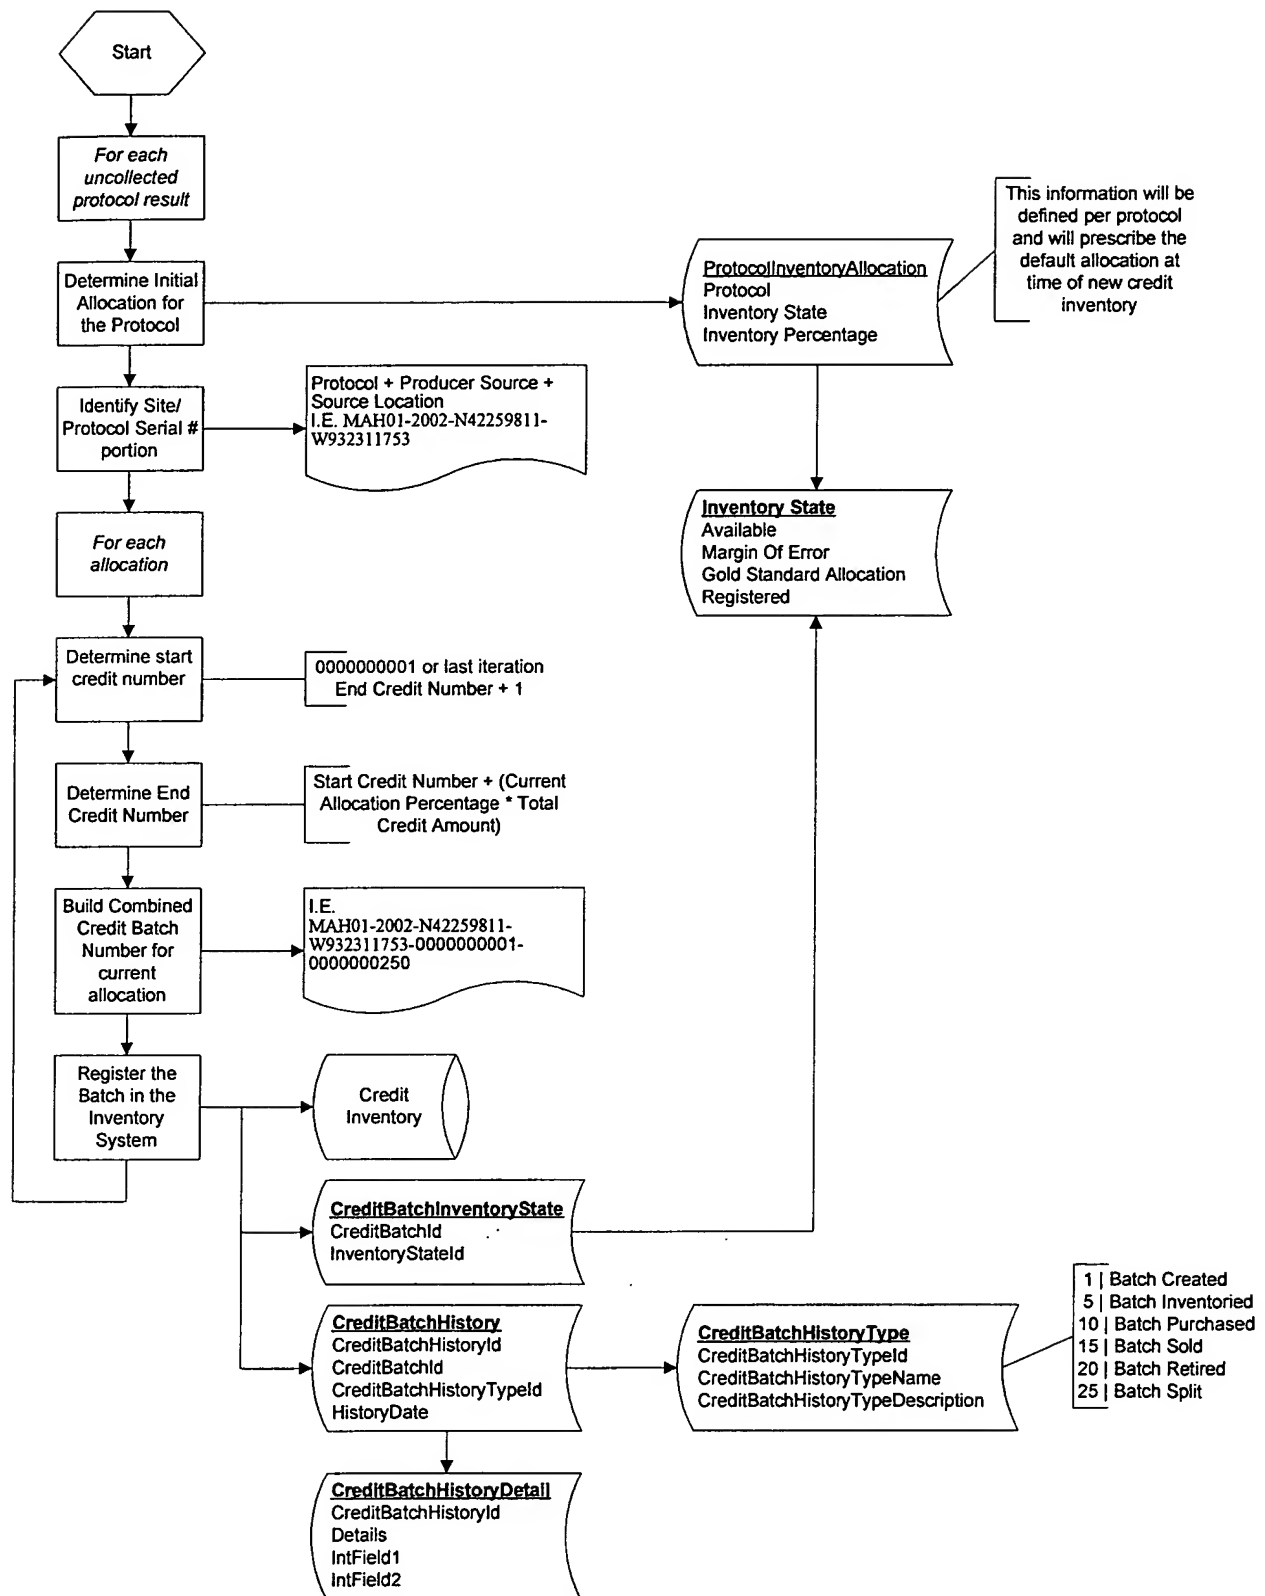 Start
For each
uncollected
protocol result
Determine Initial
Allocation for
the Protocol
ProtocolInventoryAllocation
Protocol
Inventory State
Inventory Percentage
This information will be
defined per protocol
and will prescribe the
default allocation at
time of new credit
inventory
Identify Site/
Protocol Serial #
portion
Protocol + Producer Source +
Source Location
I.E. MAH01-2002-N42259811-
W932311753
Inventory State
Available
Margin Of Error
Gold Standard Allocation
Registered
For each
allocation
Determine start
credit number
0000000001 or last iteration
End Credit Number + 1
Determine End
Credit Number
Start Credit Number + (Current
Allocation Percentage * Total
Credit Amount)
Build Combined
Credit Batch
Number for
current
allocation
I.E.
MAH01-2002-N42259811-
W932311753-0000000001-
0000000250
Register the
Batch in the
Inventory
System
Credit
Inventory
CreditBatchInventoryState
CreditBatchId
InventoryStateId
CreditBatchHistory
CreditBatchHistoryId
CreditBatchId
CreditBatchHistoryTypeId
HistoryDate
CreditBatchHistoryType
CreditBatchHistoryTypeId
CreditBatchHistoryTypeName
CreditBatchHistoryTypeDescription
1 | Batch Created
5 | Batch Inventoried
10 | Batch Purchased
15 | Batch Sold
20 | Batch Retired
25 | Batch Split
CreditBatchHistoryDetail
CreditBatchHistoryId
Details
IntField1
IntField2